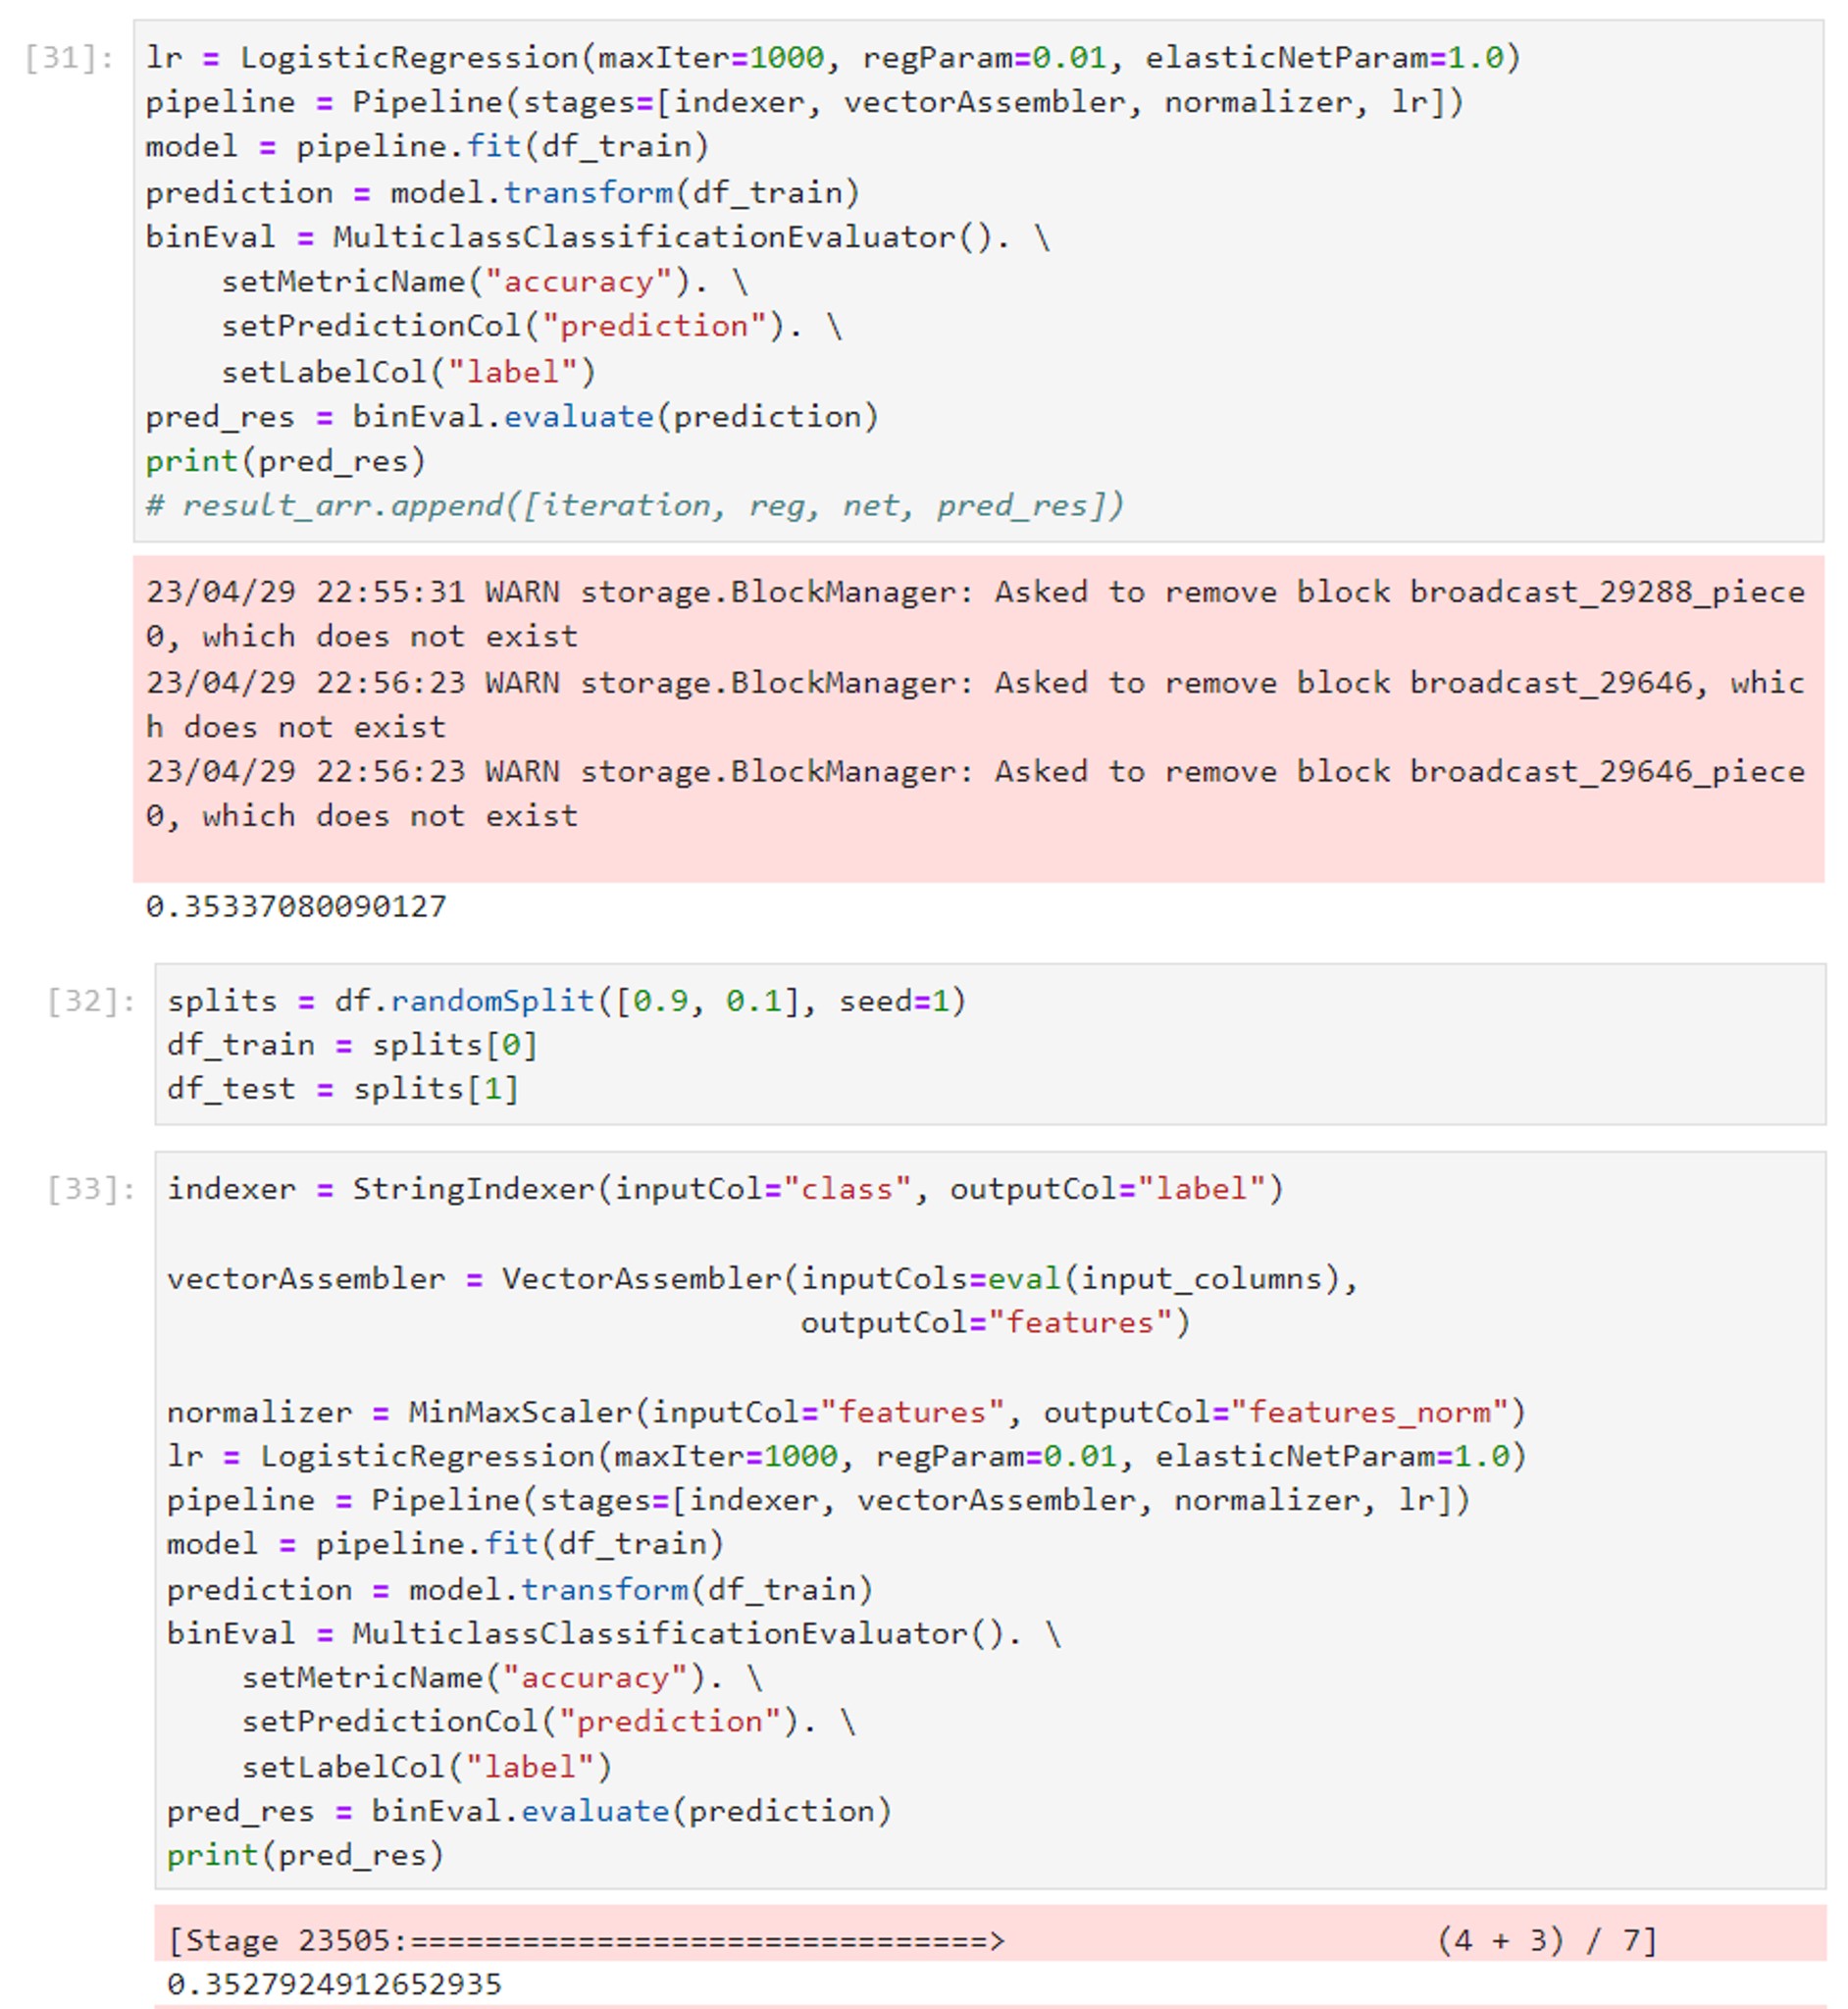 [31]: lr = LogisticRegression(maxIter=1000, regParam=0.01, elasticNetParam=1.0)
pipeline = Pipeline(stages=[indexer, vectorAssembler, normalizer, lr])
model = pipeline.fit(df_train)
prediction = model.transform(df_train)
binEval = MulticlassClassificationEvaluator(). \
    setMetricName("accuracy"). \
    setPredictionCol("prediction"). \
    setLabelCol("label")
pred_res = binEval.evaluate(prediction)
print(pred_res)
# result_arr.append([iteration, reg, net, pred_res])
23/04/29 22:55:31 WARN storage.BlockManager: Asked to remove block broadcast_29288_piece
0, which does not exist
23/04/29 22:56:23 WARN storage.BlockManager: Asked to remove block broadcast_29646, whic
h does not exist
23/04/29 22:56:23 WARN storage.BlockManager: Asked to remove block broadcast_29646_piece
0, which does not exist
0.35337080090127
[32]: splits = df.randomSplit([0.9, 0.1], seed=1)
df_train = splits[0]
df_test = splits[1]
[33]: indexer = StringIndexer(inputCol="class", outputCol="label")
vectorAssembler = VectorAssembler(inputCols=eval(input_columns),
                                  outputCol="features")
normalizer = MinMaxScaler(inputCol="features", outputCol="features_norm")
lr = LogisticRegression(maxIter=1000, regParam=0.01, elasticNetParam=1.0)
pipeline = Pipeline(stages=[indexer, vectorAssembler, normalizer, lr])
model = pipeline.fit(df_train)
prediction = model.transform(df_train)
binEval = MulticlassClassificationEvaluator(). \
    setMetricName("accuracy"). \
    setPredictionCol("prediction"). \
    setLabelCol("label")
pred_res = binEval.evaluate(prediction)
print(pred_res)
[Stage 23505:===============================>                       (4 + 3) / 7]
0.3527924912652935